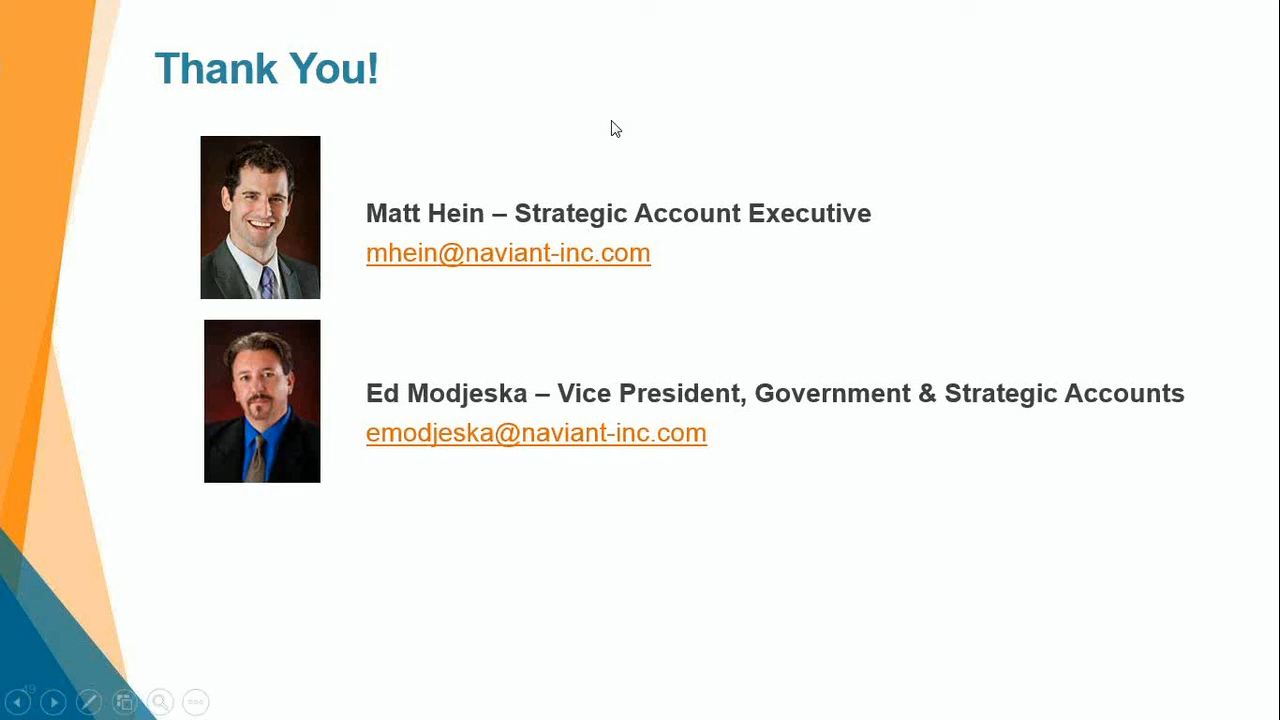 Thank You!
Matt Hein – Strategic Account Executive
mhein@naviant-inc.com
Ed Modjeska – Vice President, Government & Strategic Accounts
emodjeska@naviant-inc.com
49